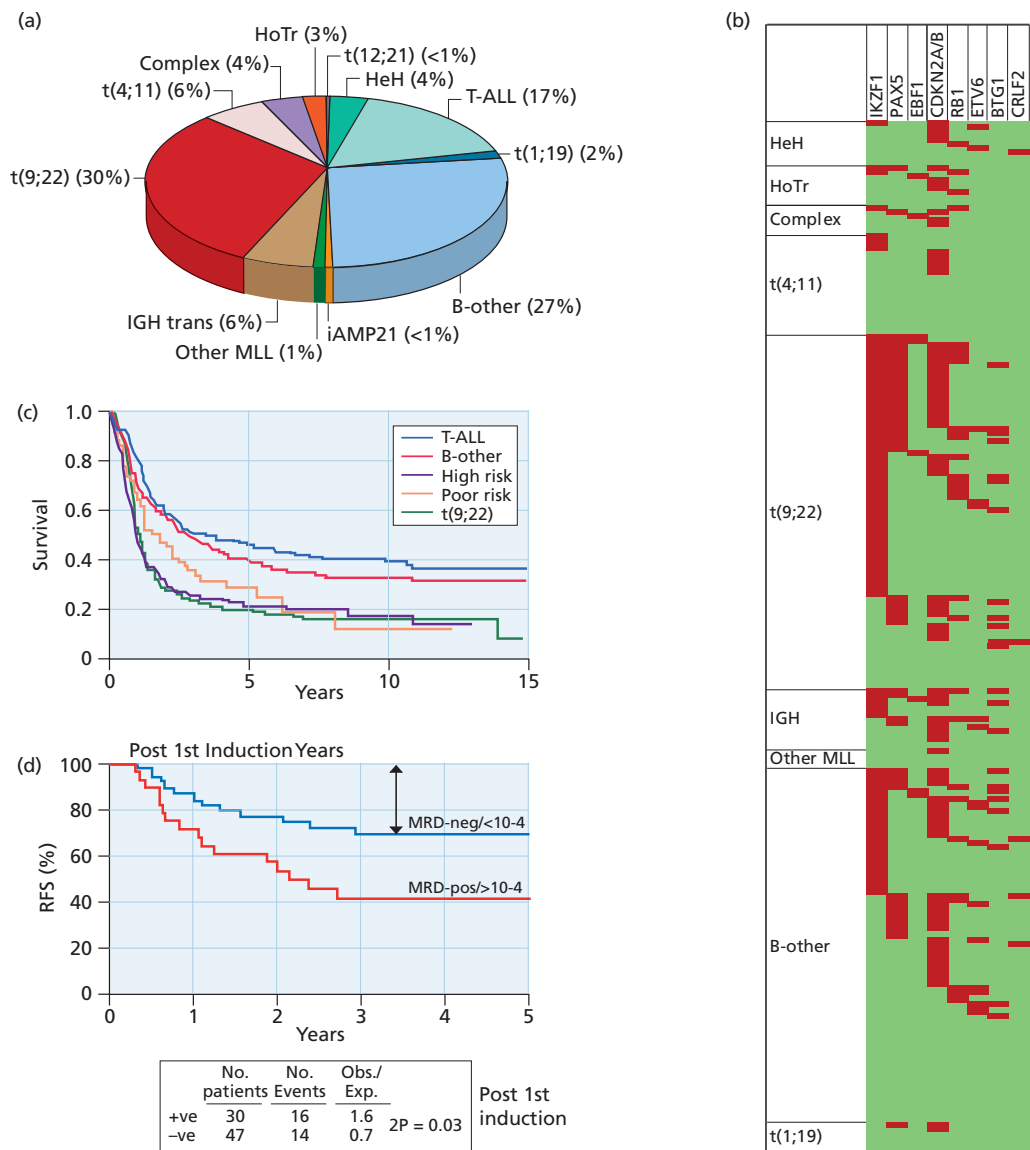 (a)
HoTr (3%)
t(12;21) (<1%)
Complex (4%)
HeH (4%)
t(4;11) (6%)
T-ALL (17%)
t(1;19) (2%)
t(9;22) (30%)
B-other (27%)
IGH trans (6%)
iAMP21 (<1%)
Other MLL (1%)
(b)
IKZF1
PAX5
EBF1
CDKN2A/B
RB1
ETV6
BTG1
CRLF2
HeH
HoTr
Complex
t(4;11)
t(9;22)
IGH
Other MLL
B-other
t(1;19)
(c)
1.0
0.8
0.6
0.4
0.2
0
Survival
T-ALL
B-other
High risk
Poor risk
t(9;22)
0 5 10 15
Years
(d)
Post 1st Induction Years
100
80
60
40
20
0
RFS (%)
MRD-neg/<10-4
MRD-pos/>10-4
0 1 2 3 4 5
Years
No. patients No. Events Obs./ Exp.
+ve 30 16 1.6
–ve 47 14 0.7
2P = 0.03
Post 1st
induction